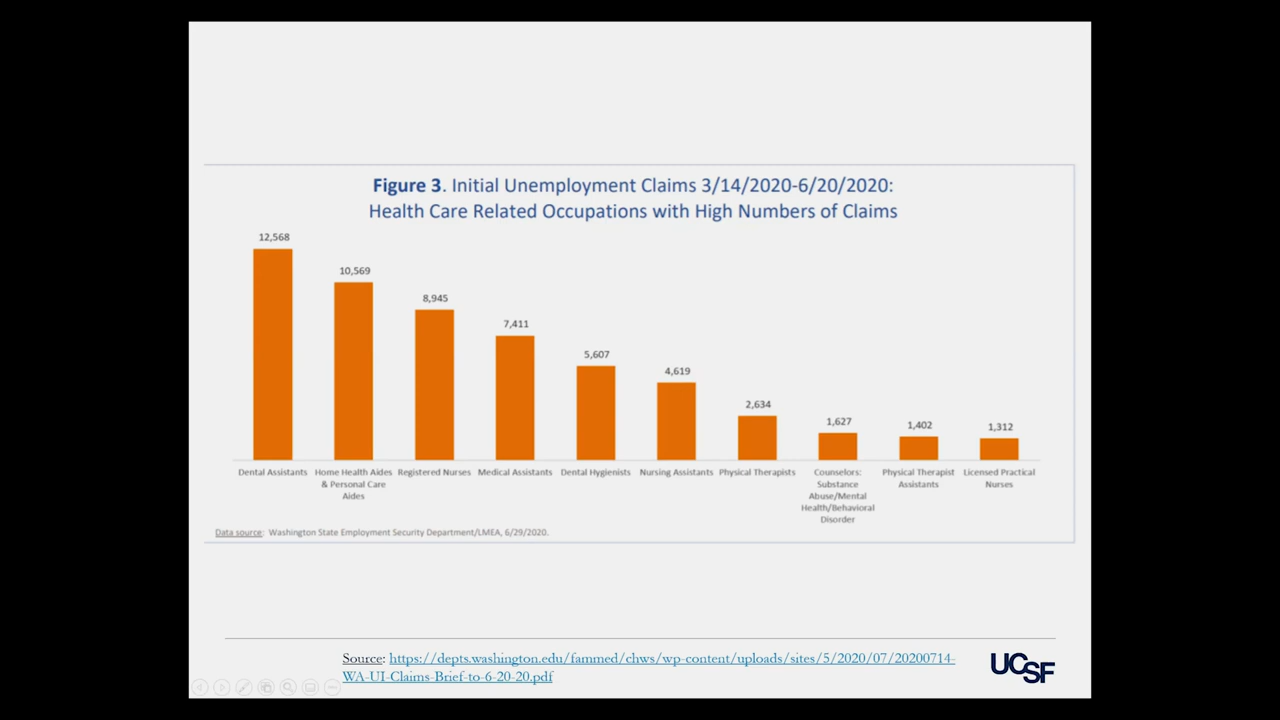 Figure 3. Initial Unemployment Claims 3/14/2020-6/20/2020:
Health Care Related Occupations with High Numbers of Claims
12,568
10,569
8,945
7,411
5,607
4,619
2,634
1,627
1,402
1,312
Dental Assistants
Home Health Aides
& Personal Care
Aides
Registered Nurses
Medical Assistants
Dental Hygienists
Nursing Assistants
Physical Therapists
Counselors:
Substance
Abuse/Mental
Health/Behavioral
Disorder
Physical Therapist
Assistants
Licensed Practical
Nurses
Data source: Washington State Employment Security Department/LMEA, 6/29/2020.
Source: https://depts.washington.edu/fammed/chws/wp-content/uploads/sites/5/2020/07/20200714-
WA-UI-Claims-Brief-to-6-20-20.pdf
UCSF